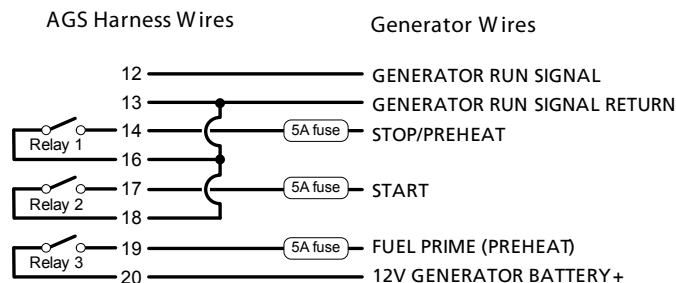 AGS Harness Wires
Generator Wires
12 GENERATOR RUN SIGNAL
13 GENERATOR RUN SIGNAL RETURN
Relay 1 14 5A fuse STOP/PREHEAT
16
Relay 2 17 5A fuse START
18
Relay 3 19 5A fuse FUEL PRIME (PREHEAT)
20 12V GENERATOR BATTERY+